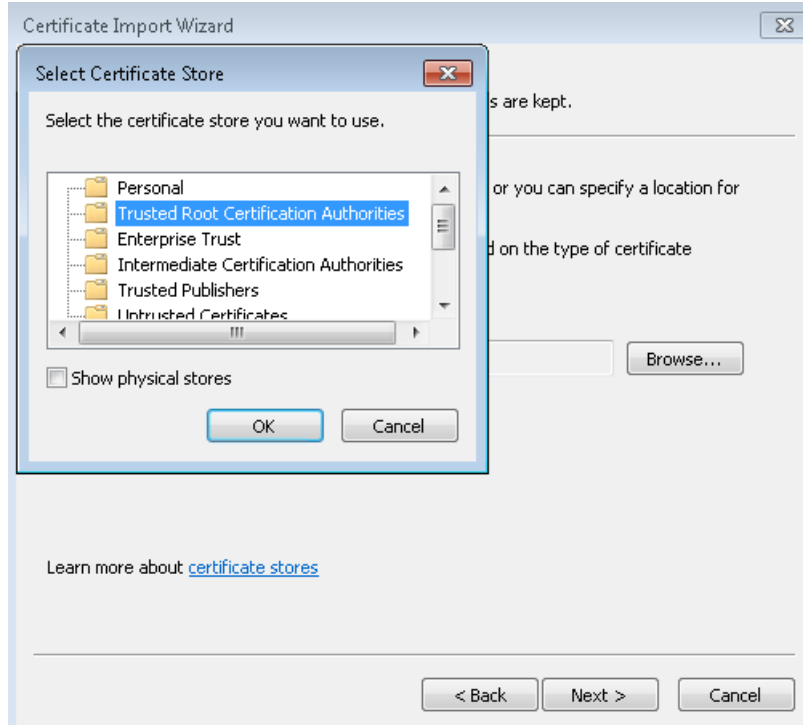 Certificate Import Wizard
Select Certificate Store
s are kept.
Select the certificate store you want to use.
Personal
or you can specify a location for
Trusted Root Certification Authorities
Enterprise Trust
on the type of certificate
Intermediate Certification Authorities
Trusted Publishers
Untrusted Certificates
Browse...
Show physical stores
OK
Cancel
Learn more about certificate stores
< Back
Next >
Cancel